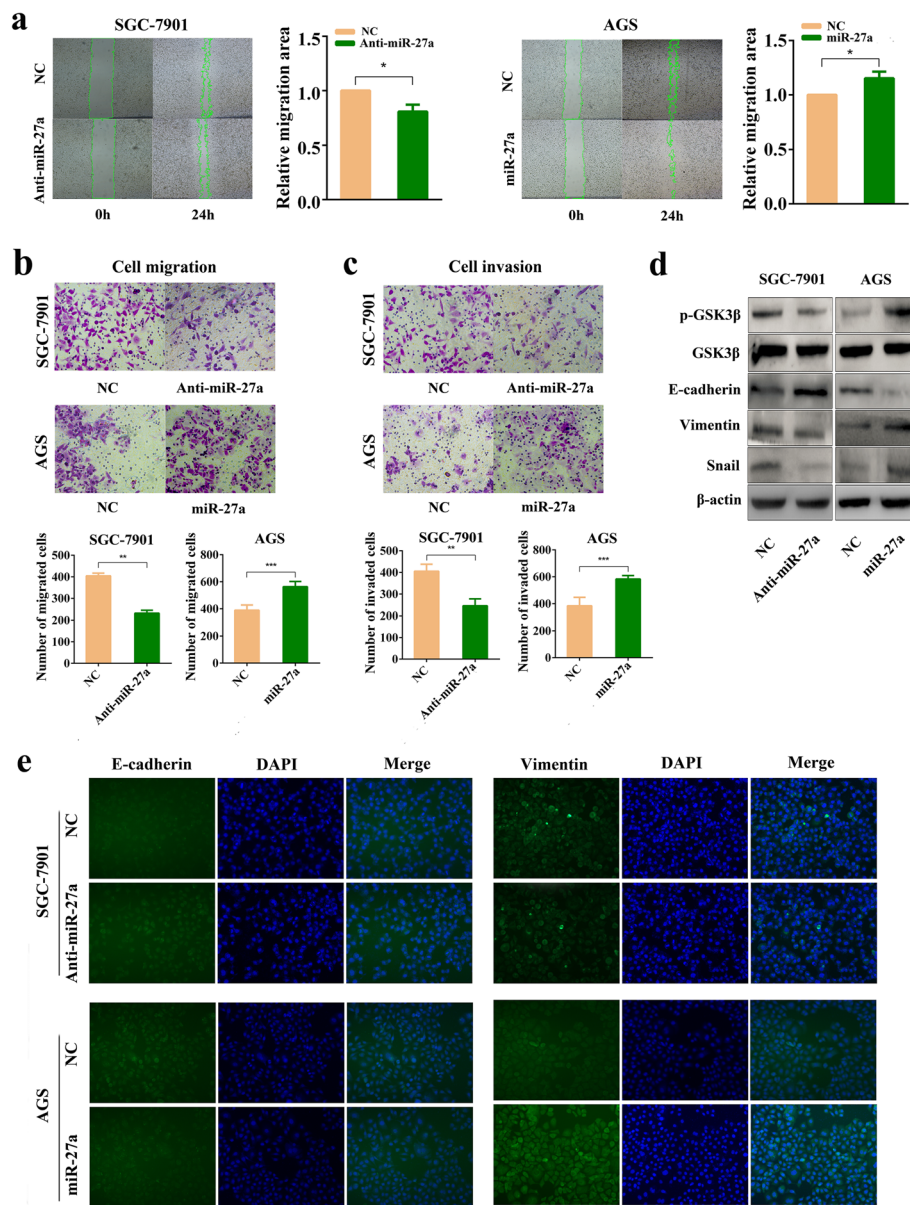 a
SGC-7901
NC
Anti-miR-27a
0h
24h
Relative migration area
NC
Anti-miR-27a
*
1.5
1.0
0.5
0.0
AGS
NC
miR-27a
0h
24h
Relative migration area
NC
miR-27a
*
1.5
1.0
1.5
0.0
b
Cell migration
SGC-7901
NC
Anti-miR-27a
AGS
NC
miR-27a
Number of migrated cells
SGC-7901
**
500
400
300
200
100
0
NC
Anti-miR-27a
Number of migrated cells
AGS
***
800
600
400
200
0
NC
miR-27a
c
Cell invasion
SGC-7901
NC
Anti-miR-27a
AGS
NC
miR-27a
Number of invaded cells
SGC-7901
**
500
400
300
200
100
0
NC
Anti-miR-27a
Number of invaded cells
AGS
***
800
600
400
200
0
NC
miR-27a
d
SGC-7901 AGS
p-GSK3β
GSK3β
E-cadherin
Vimentin
Snail
β-actin
NC
Anti-miR-27a
NC
miR-27a
e
E-cadherin DAPI Merge Vimentin DAPI Merge
SGC-7901
NC
Anti-miR-27a
AGS
NC
miR-27a